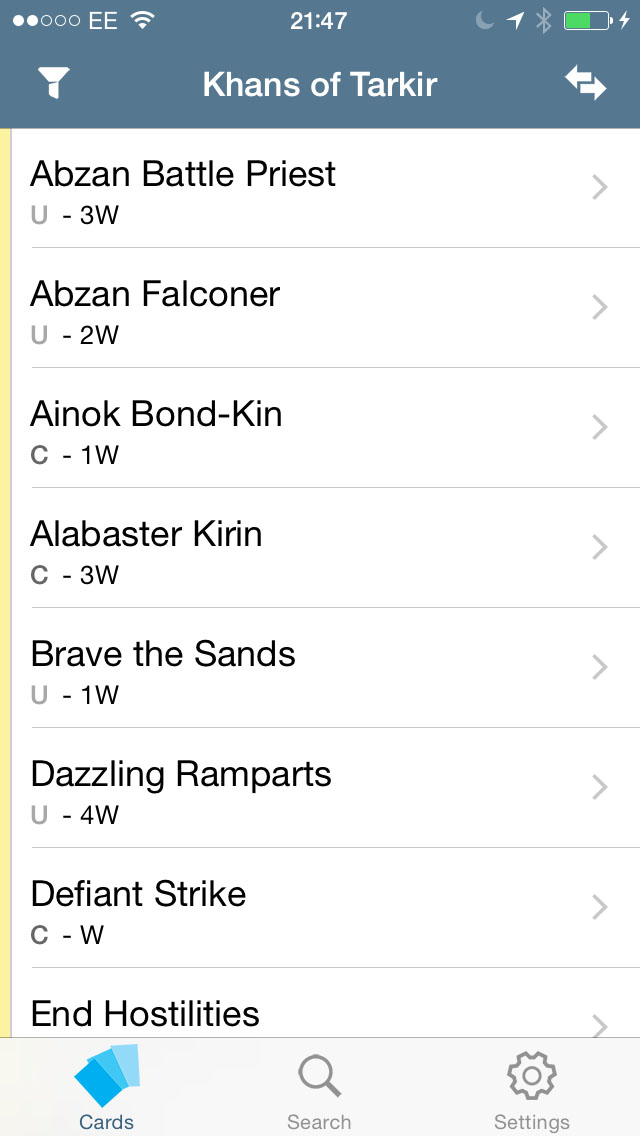 EE 21:47
Khans of Tarkir
Abzan Battle Priest
U - 3W
Abzan Falconer
U - 2W
Ainok Bond-Kin
C - 1W
Alabaster Kirin
C - 3W
Brave the Sands
U - 1W
Dazzling Ramparts
U - 4W
Defiant Strike
C - W
End Hostilities
Cards Search Settings